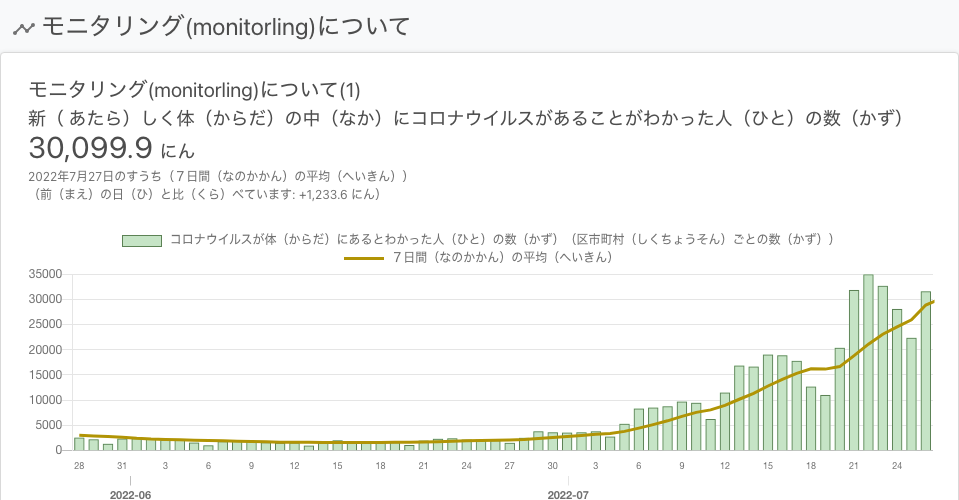 モニタリング(monitorling)について
モニタリング(monitorling)について(1)
新（ あたら）しく体（からだ）の中（なか）にコロナウイルスがあることがわかった人（ひと）の数（かず）
30,099.9 にん
2022年7月27日のすうち（７日間（なのかかん）の平均（へいきん））
（前（まえ）の日（ひ）と比（くら）べています: +1,233.6 にん）
コロナウイルスが体（からだ）にあるとわかった人（ひと）の数（かず）（区市町村（しくちょうそん）ごとの数（かず））
７日間（なのかかん）の平均（へいきん）
35000
30000
25000
20000
15000
10000
5000
0
28 31 3 6 9 12 15 18 21 24 27 30 3 6 9 12 15 18 21 24
2022-06 2022-07